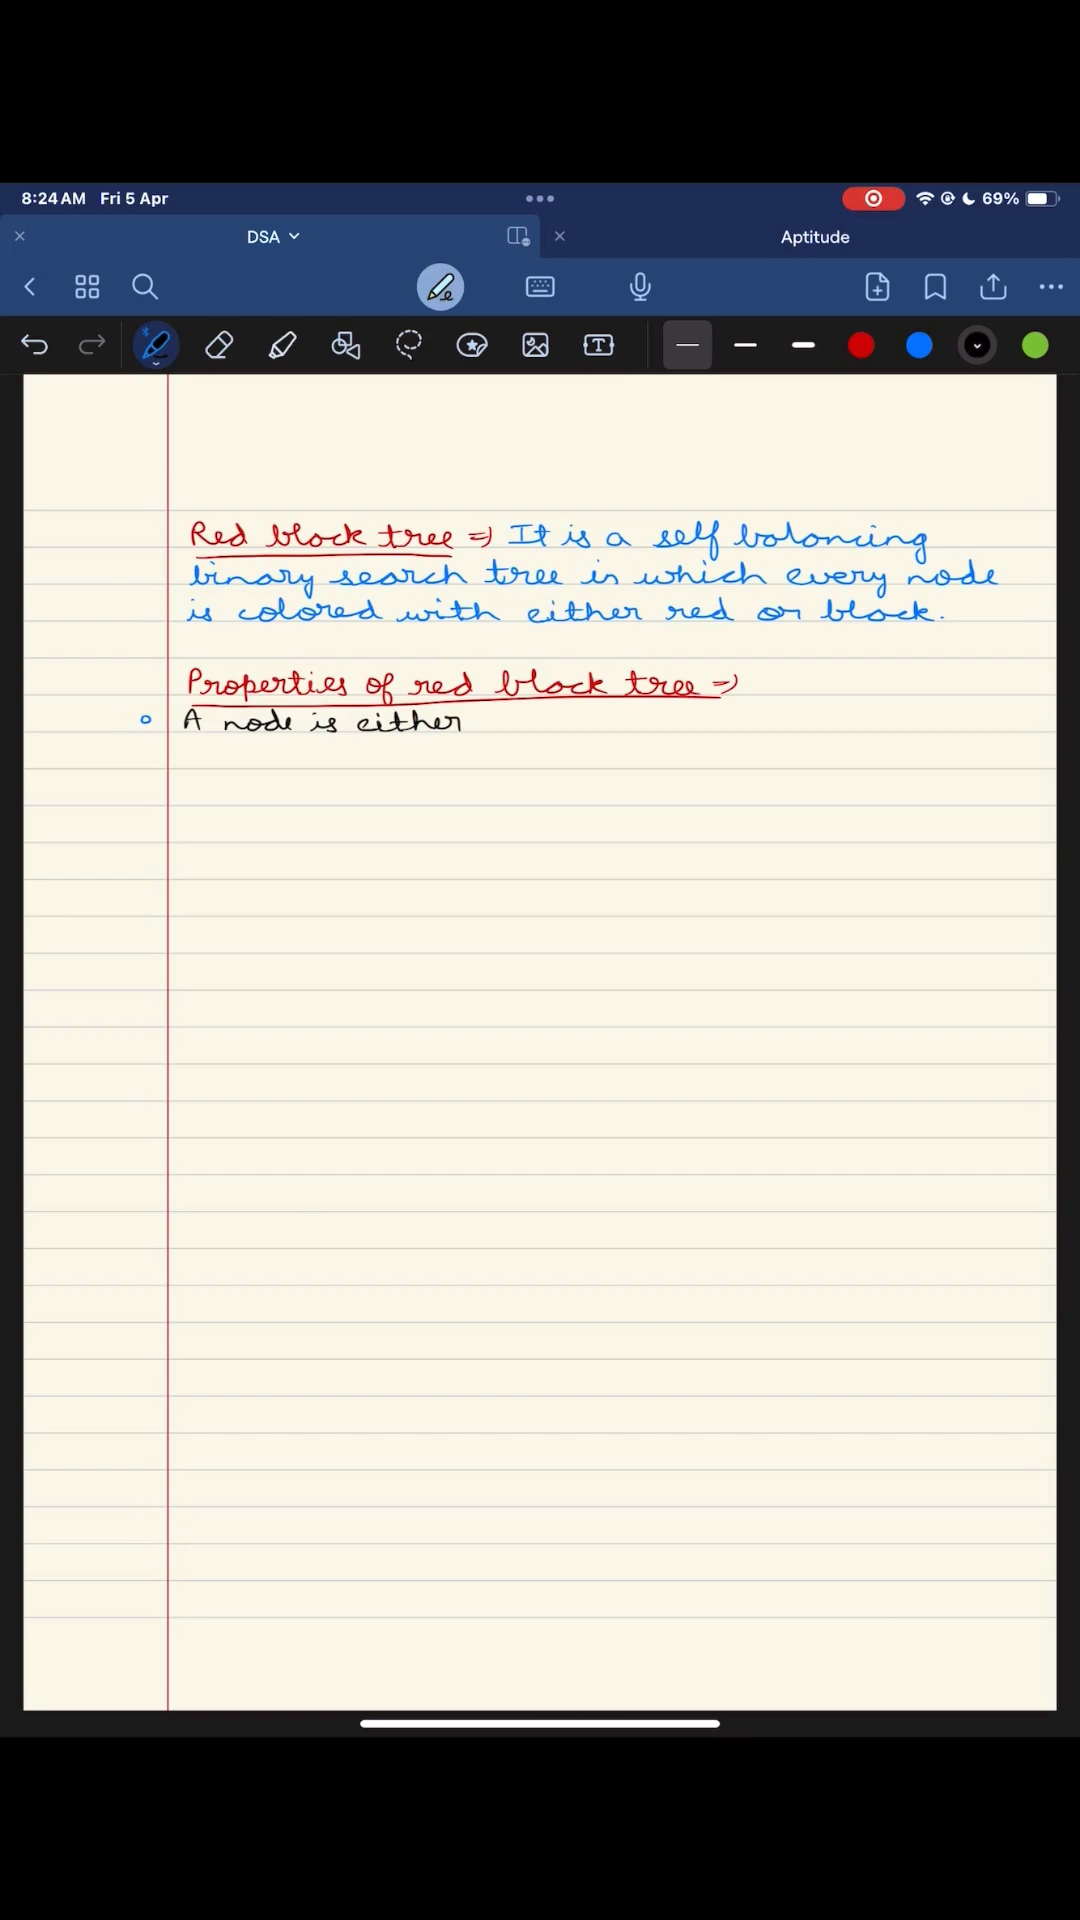 8:24 AM Fri 5 Apr 69%
DSA Aptitude
Red black tree => It is a self balancing
binary search tree in which every node
is colored with either red or black.
Properties of red black tree =>
A node is either